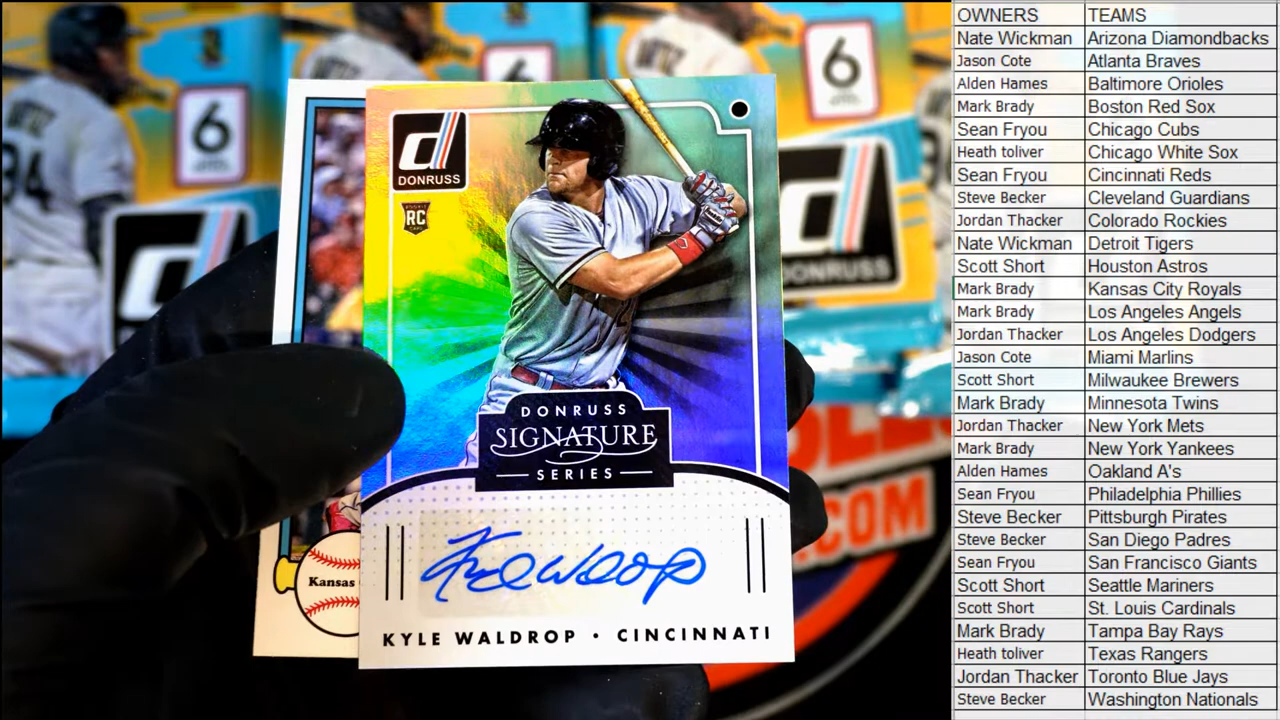 6
6
DONRUSS
ROOKIE
RC
CARD
DONRUSS
SIGNATURE
SERIES
Kyle Waldrop
KYLE WALDROP • CINCINNATI
Kansas
DONRUSS
.COM
OWNERS TEAMS
Nate Wickman Arizona Diamondbacks
Jason Cote Atlanta Braves
Alden Hames Baltimore Orioles
Mark Brady Boston Red Sox
Sean Fryou Chicago Cubs
Heath toliver Chicago White Sox
Sean Fryou Cincinnati Reds
Steve Becker Cleveland Guardians
Jordan Thacker Colorado Rockies
Nate Wickman Detroit Tigers
Scott Short Houston Astros
Mark Brady Kansas City Royals
Mark Brady Los Angeles Angels
Jordan Thacker Los Angeles Dodgers
Jason Cote Miami Marlins
Scott Short Milwaukee Brewers
Mark Brady Minnesota Twins
Jordan Thacker New York Mets
Mark Brady New York Yankees
Alden Hames Oakland A's
Sean Fryou Philadelphia Phillies
Steve Becker Pittsburgh Pirates
Steve Becker San Diego Padres
Sean Fryou San Francisco Giants
Scott Short Seattle Mariners
Scott Short St. Louis Cardinals
Mark Brady Tampa Bay Rays
Heath toliver Texas Rangers
Jordan Thacker Toronto Blue Jays
Steve Becker Washington Nationals